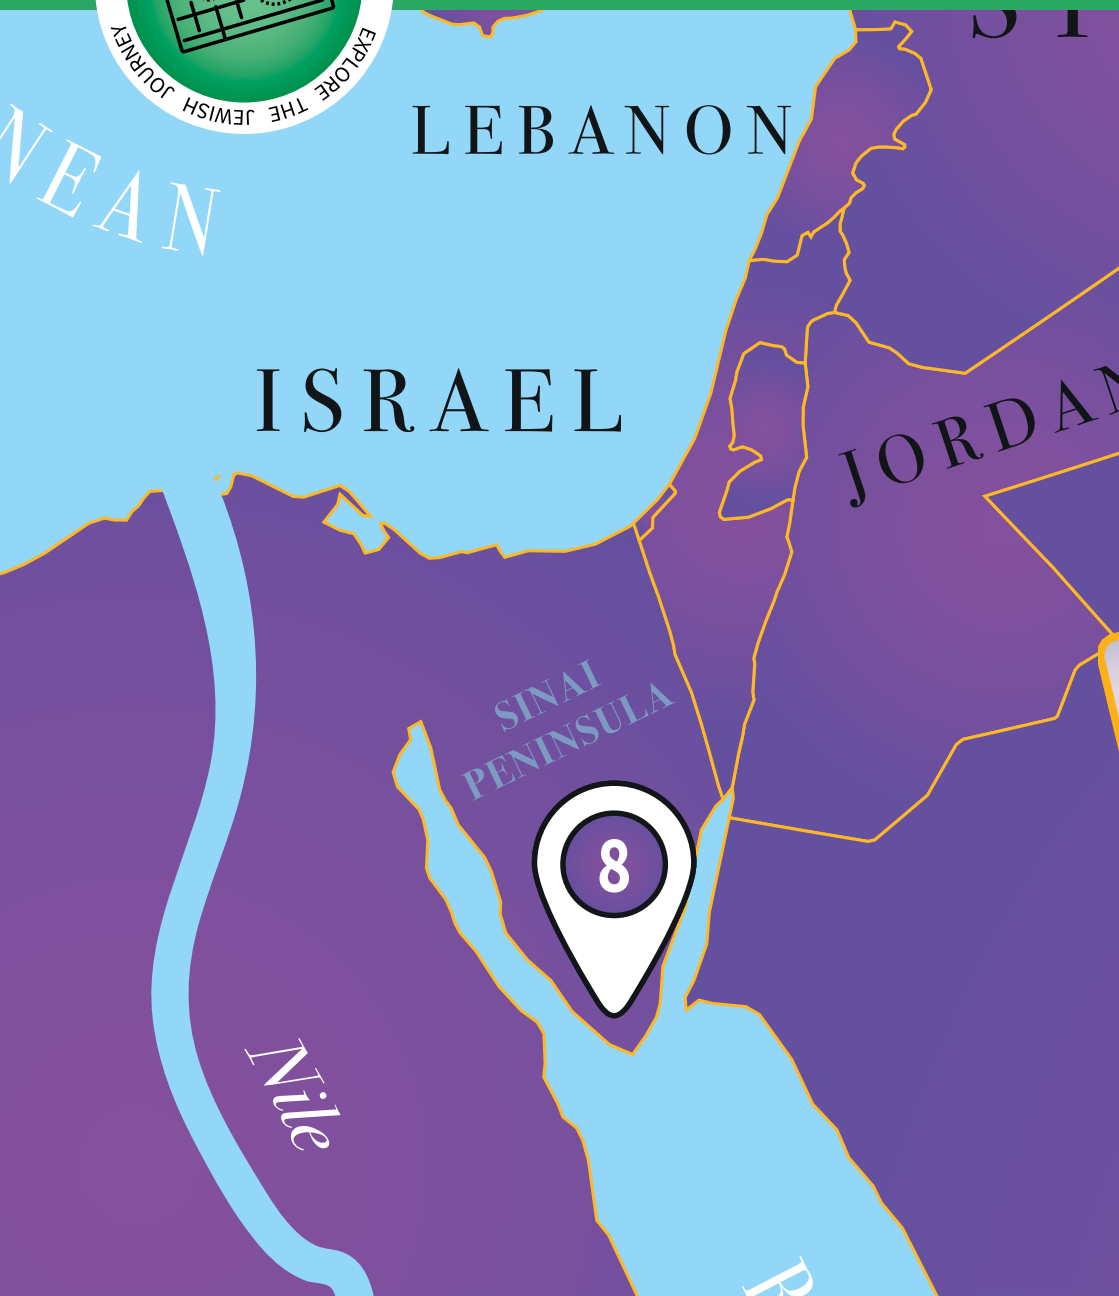 EXPLORE THE JEWISH JOURNEY
NEAN
LEBANON
ISRAEL
JORDAN
SINAI
PENINSULA
8
Nile